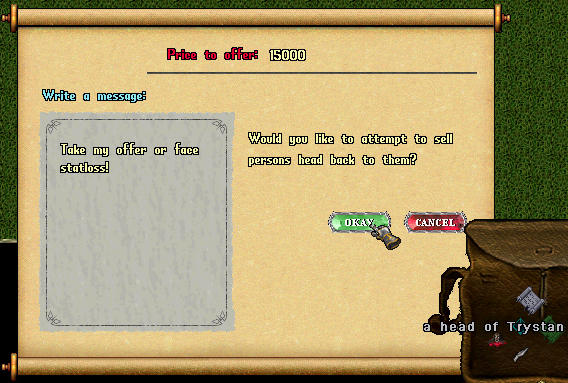 Price to offer: 15000
Write a message:
Take my offer or face
statloss!
Would you like to attempt to sell
persons head back to them?
OKAY
CANCEL
a head of Trystan